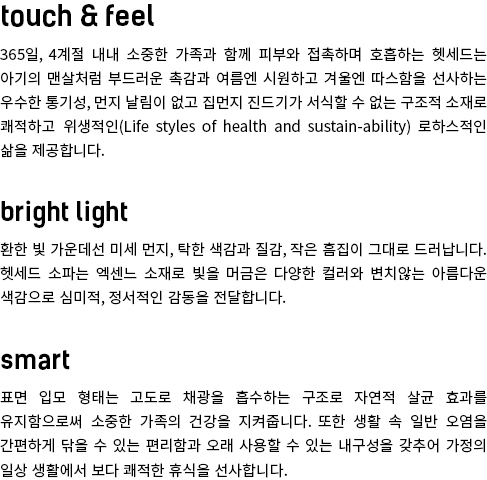 touch & feel
365일, 4계절 내내 소중한 가족과 함께 피부와 접촉하며 호흡하는 헷세드는
아기의 맨살처럼 부드러운 촉감과 여름엔 시원하고 겨울엔 따스함을 선사하는
우수한 통기성, 먼지 날림이 없고 집먼지 진드기가 서식할 수 없는 구조적 소재로
쾌적하고 위생적인(Life styles of health and sustain-ability) 로하스적인
삶을 제공합니다.
bright light
환한 빛 가운데선 미세 먼지, 탁한 색감과 질감, 작은 흠집이 그대로 드러납니다.
헷세드 소파는 엑센느 소재로 빛을 머금은 다양한 컬러와 변치않는 아름다운
색감으로 심미적, 정서적인 감동을 전달합니다.
smart
표면 입모 형태는 고도로 채광을 흡수하는 구조로 자연적 살균 효과를
유지함으로써 소중한 가족의 건강을 지켜줍니다. 또한 생활 속 일반 오염을
간편하게 닦을 수 있는 편리함과 오래 사용할 수 있는 내구성을 갖추어 가정의
일상 생활에서 보다 쾌적한 휴식을 선사합니다.